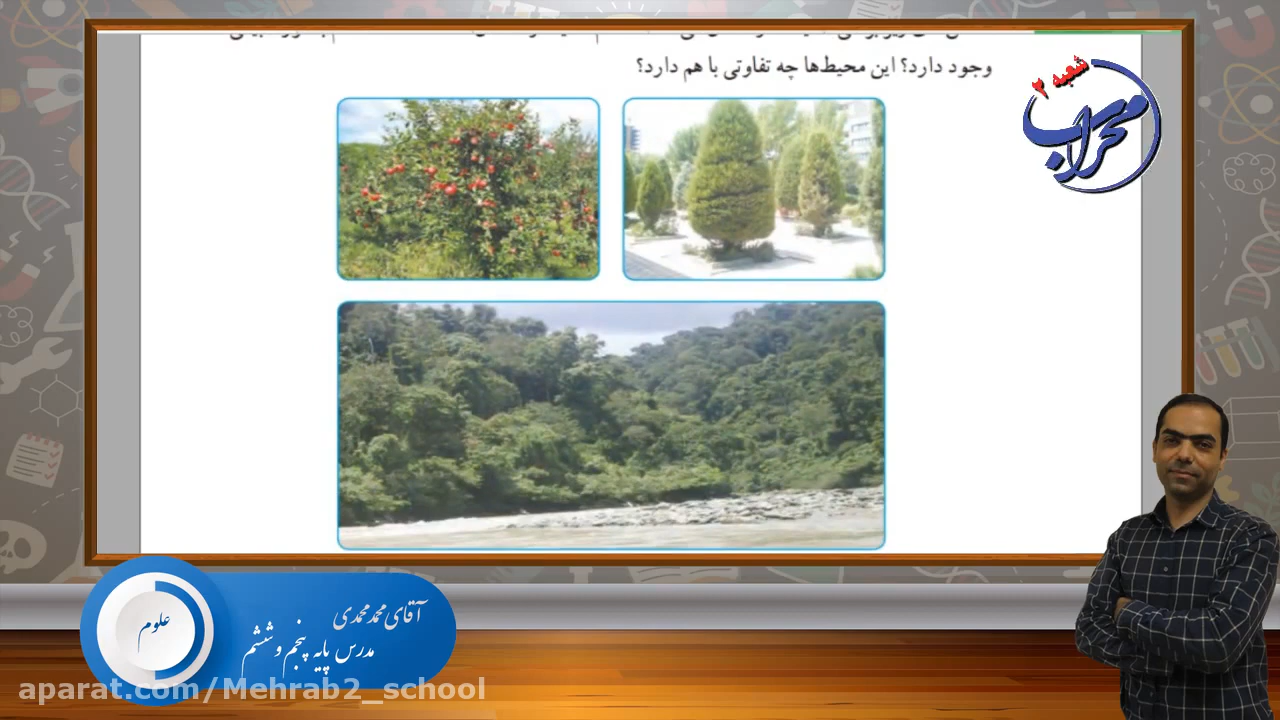 وجود دارد؟ این محیط‌ها چه تفاوتی با هم دارد؟
شعبه ۲
محراب
علوم
آقای محمدمحمدی
مدرس پایه پنجم و ششم
aparat.com/Mehrab2_school